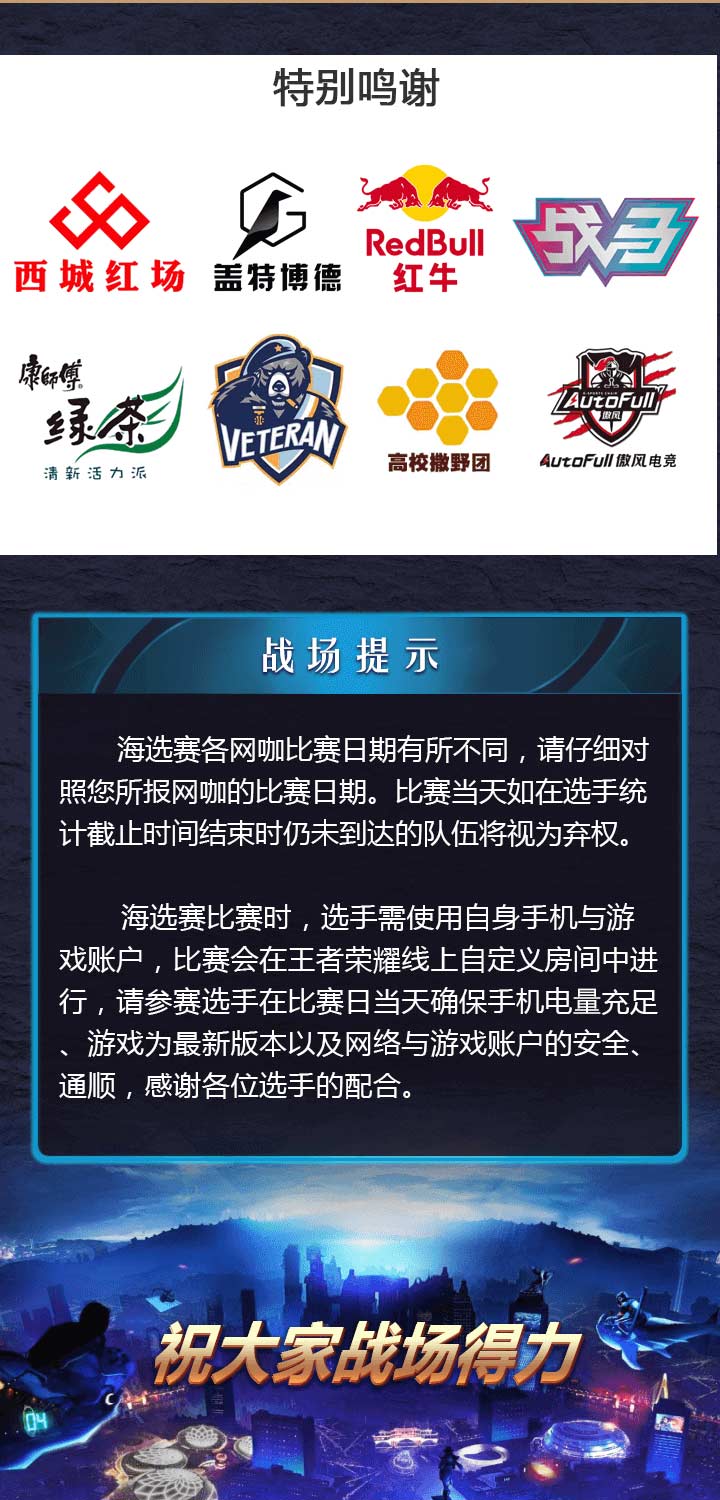 特别鸣谢
西城红场
盖特博德
RedBull
红牛
战马
康師傅
绿茶
清新活力派
VETERAN
高校撒野团
AutoFull
傲风
AutoFull 傲风电竞
战场提示
海选赛各网咖比赛日期有所不同，请仔细对
照您所报网咖的比赛日期。比赛当天如在选手统
计截止时间结束时仍未到达的队伍将视为弃权。
海选赛比赛时，选手需使用自身手机与游
戏账户，比赛会在王者荣耀线上自定义房间中进
行，请参赛选手在比赛日当天确保手机电量充足
、游戏为最新版本以及网络与游戏账户的安全、
通顺，感谢各位选手的配合。
祝大家战场得力
04